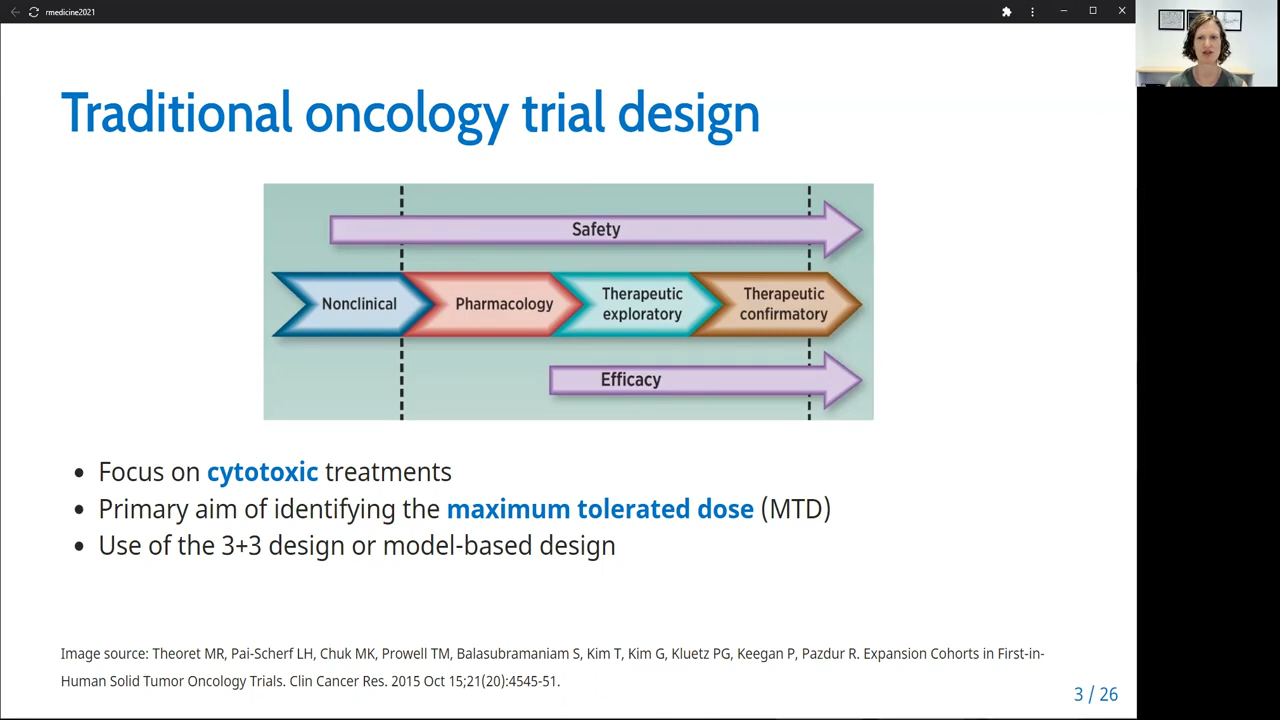 rmedicine2021
Traditional oncology trial design
Safety
Nonclinical
Pharmacology
Therapeutic
exploratory
Therapeutic
confirmatory
Efficacy
• Focus on cytotoxic treatments
• Primary aim of identifying the maximum tolerated dose (MTD)
• Use of the 3+3 design or model-based design
Image source: Theoret MR, Pai-Scherf LH, Chuk MK, Prowell TM, Balasubramaniam S, Kim T, Kim G, Kluetz PG, Keegan P, Pazdur R. Expansion Cohorts in First-in-
Human Solid Tumor Oncology Trials. Clin Cancer Res. 2015 Oct 15;21(20):4545-51.
3 / 26